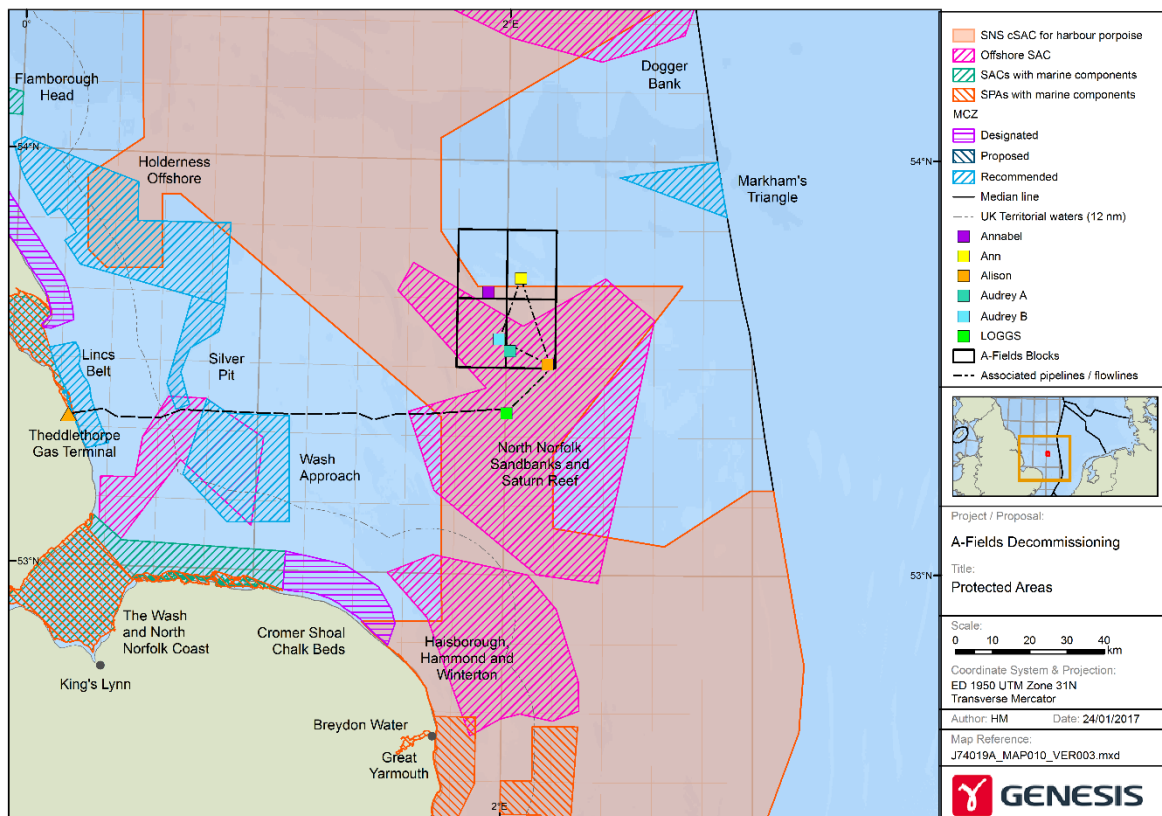 0°
2°E
Flamborough
Head
Dogger
Bank
54°N
54°N
Holderness
Offshore
Markham's
Triangle
Lincs
Belt
Silver
Pit
Theddlethorpe
Gas Terminal
Wash
Approach
North Norfolk
Sandbanks and
Saturn Reef
53°N
53°N
The Wash
and North
Norfolk Coast
Cromer Shoal
Chalk Beds
Haisborough,
Hammond and
Winterton
King's Lynn
Breydon Water
Great
Yarmouth
2°E
SNS cSAC for harbour porpoise
Offshore SAC
SACs with marine components
SPAs with marine components
MCZ
Designated
Proposed
Recommended
Median line
UK Territorial waters (12 nm)
Annabel
Ann
Alison
Audrey A
Audrey B
LOGGS
A-Fields Blocks
Associated pipelines / flowlines
Project / Proposal:
A-Fields Decommissioning
Title:
Protected Areas
Scale:
0 10 20 30 40
km
Coordinate System & Projection:
ED 1950 UTM Zone 31N
Transverse Mercator
Author: HM Date: 24/01/2017
Map Reference:
J74019A_MAP010_VER003.mxd
GENESIS